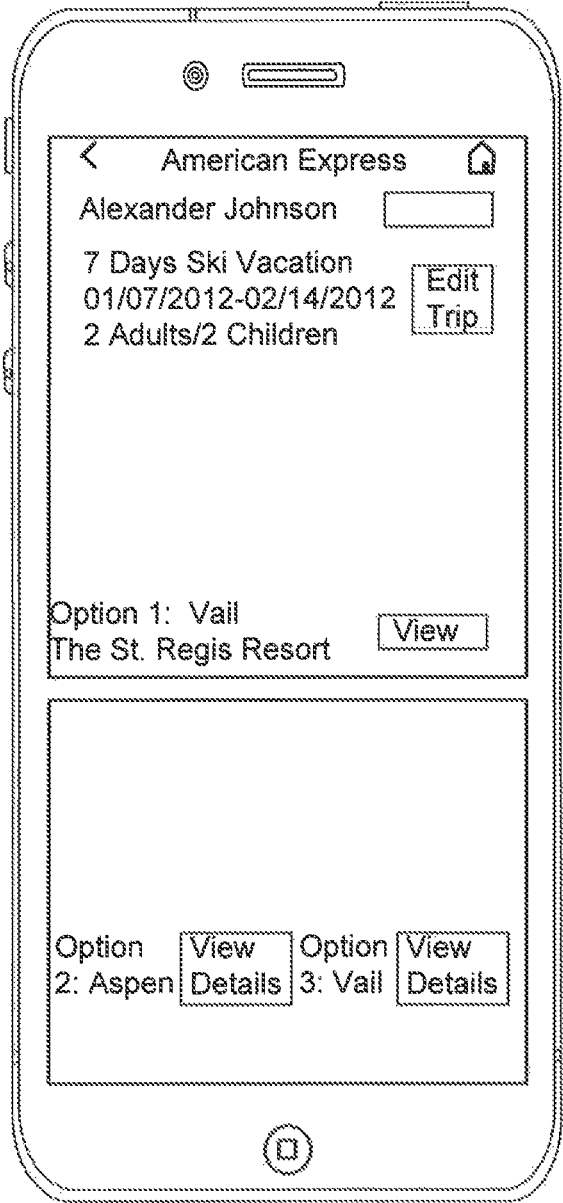 American Express
Alexander Johnson
7 Days Ski Vacation
01/07/2012-02/14/2012
2 Adults/2 Children
Edit
Trip
Option 1: Vail
The St. Regis Resort
View
Option
2: Aspen
View
Details
Option
3: Vail
View
Details